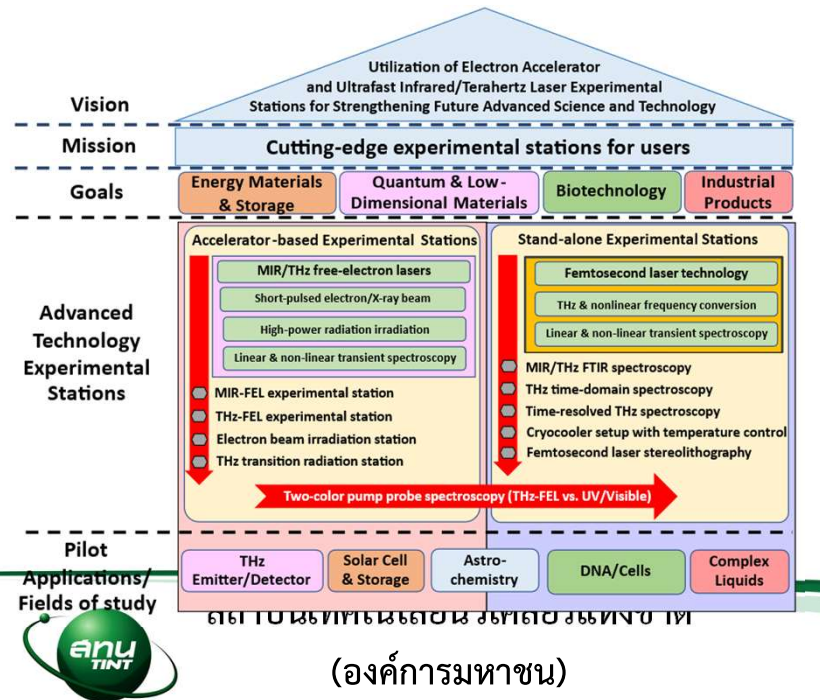 Utilization of Electron Accelerator
and Ultrafast Infrared/Terahertz Laser Experimental
Stations for Strengthening Future Advanced Science and Technology
Vision
Mission
Cutting-edge experimental stations for users
Goals
Energy Materials
& Storage
Quantum & Low-
Dimensional Materials
Biotechnology
Industrial
Products
Advanced
Technology
Experimental
Stations
Accelerator-based Experimental Stations
MIR/THz free-electron lasers
Short-pulsed electron/X-ray beam
High-power radiation irradiation
Linear & non-linear transient spectroscopy
MIR-FEL experimental station
THz-FEL experimental station
Electron beam irradiation station
THz transition radiation station
Stand-alone Experimental Stations
Femtosecond laser technology
THz & nonlinear frequency conversion
Linear & non-linear transient spectroscopy
MIR/THz FTIR spectroscopy
THz time-domain spectroscopy
Time-resolved THz spectroscopy
Cryocooler setup with temperature control
Femtosecond laser stereolithography
Two-color pump probe spectroscopy (THz-FEL vs. UV/Visible)
Pilot
Applications/
Fields of study
THz
Emitter/Detector
Solar Cell
& Storage
Astro-
chemistry
DNA/Cells
Complex
Liquids
สทน
TINT
(องค์การมหาชน)